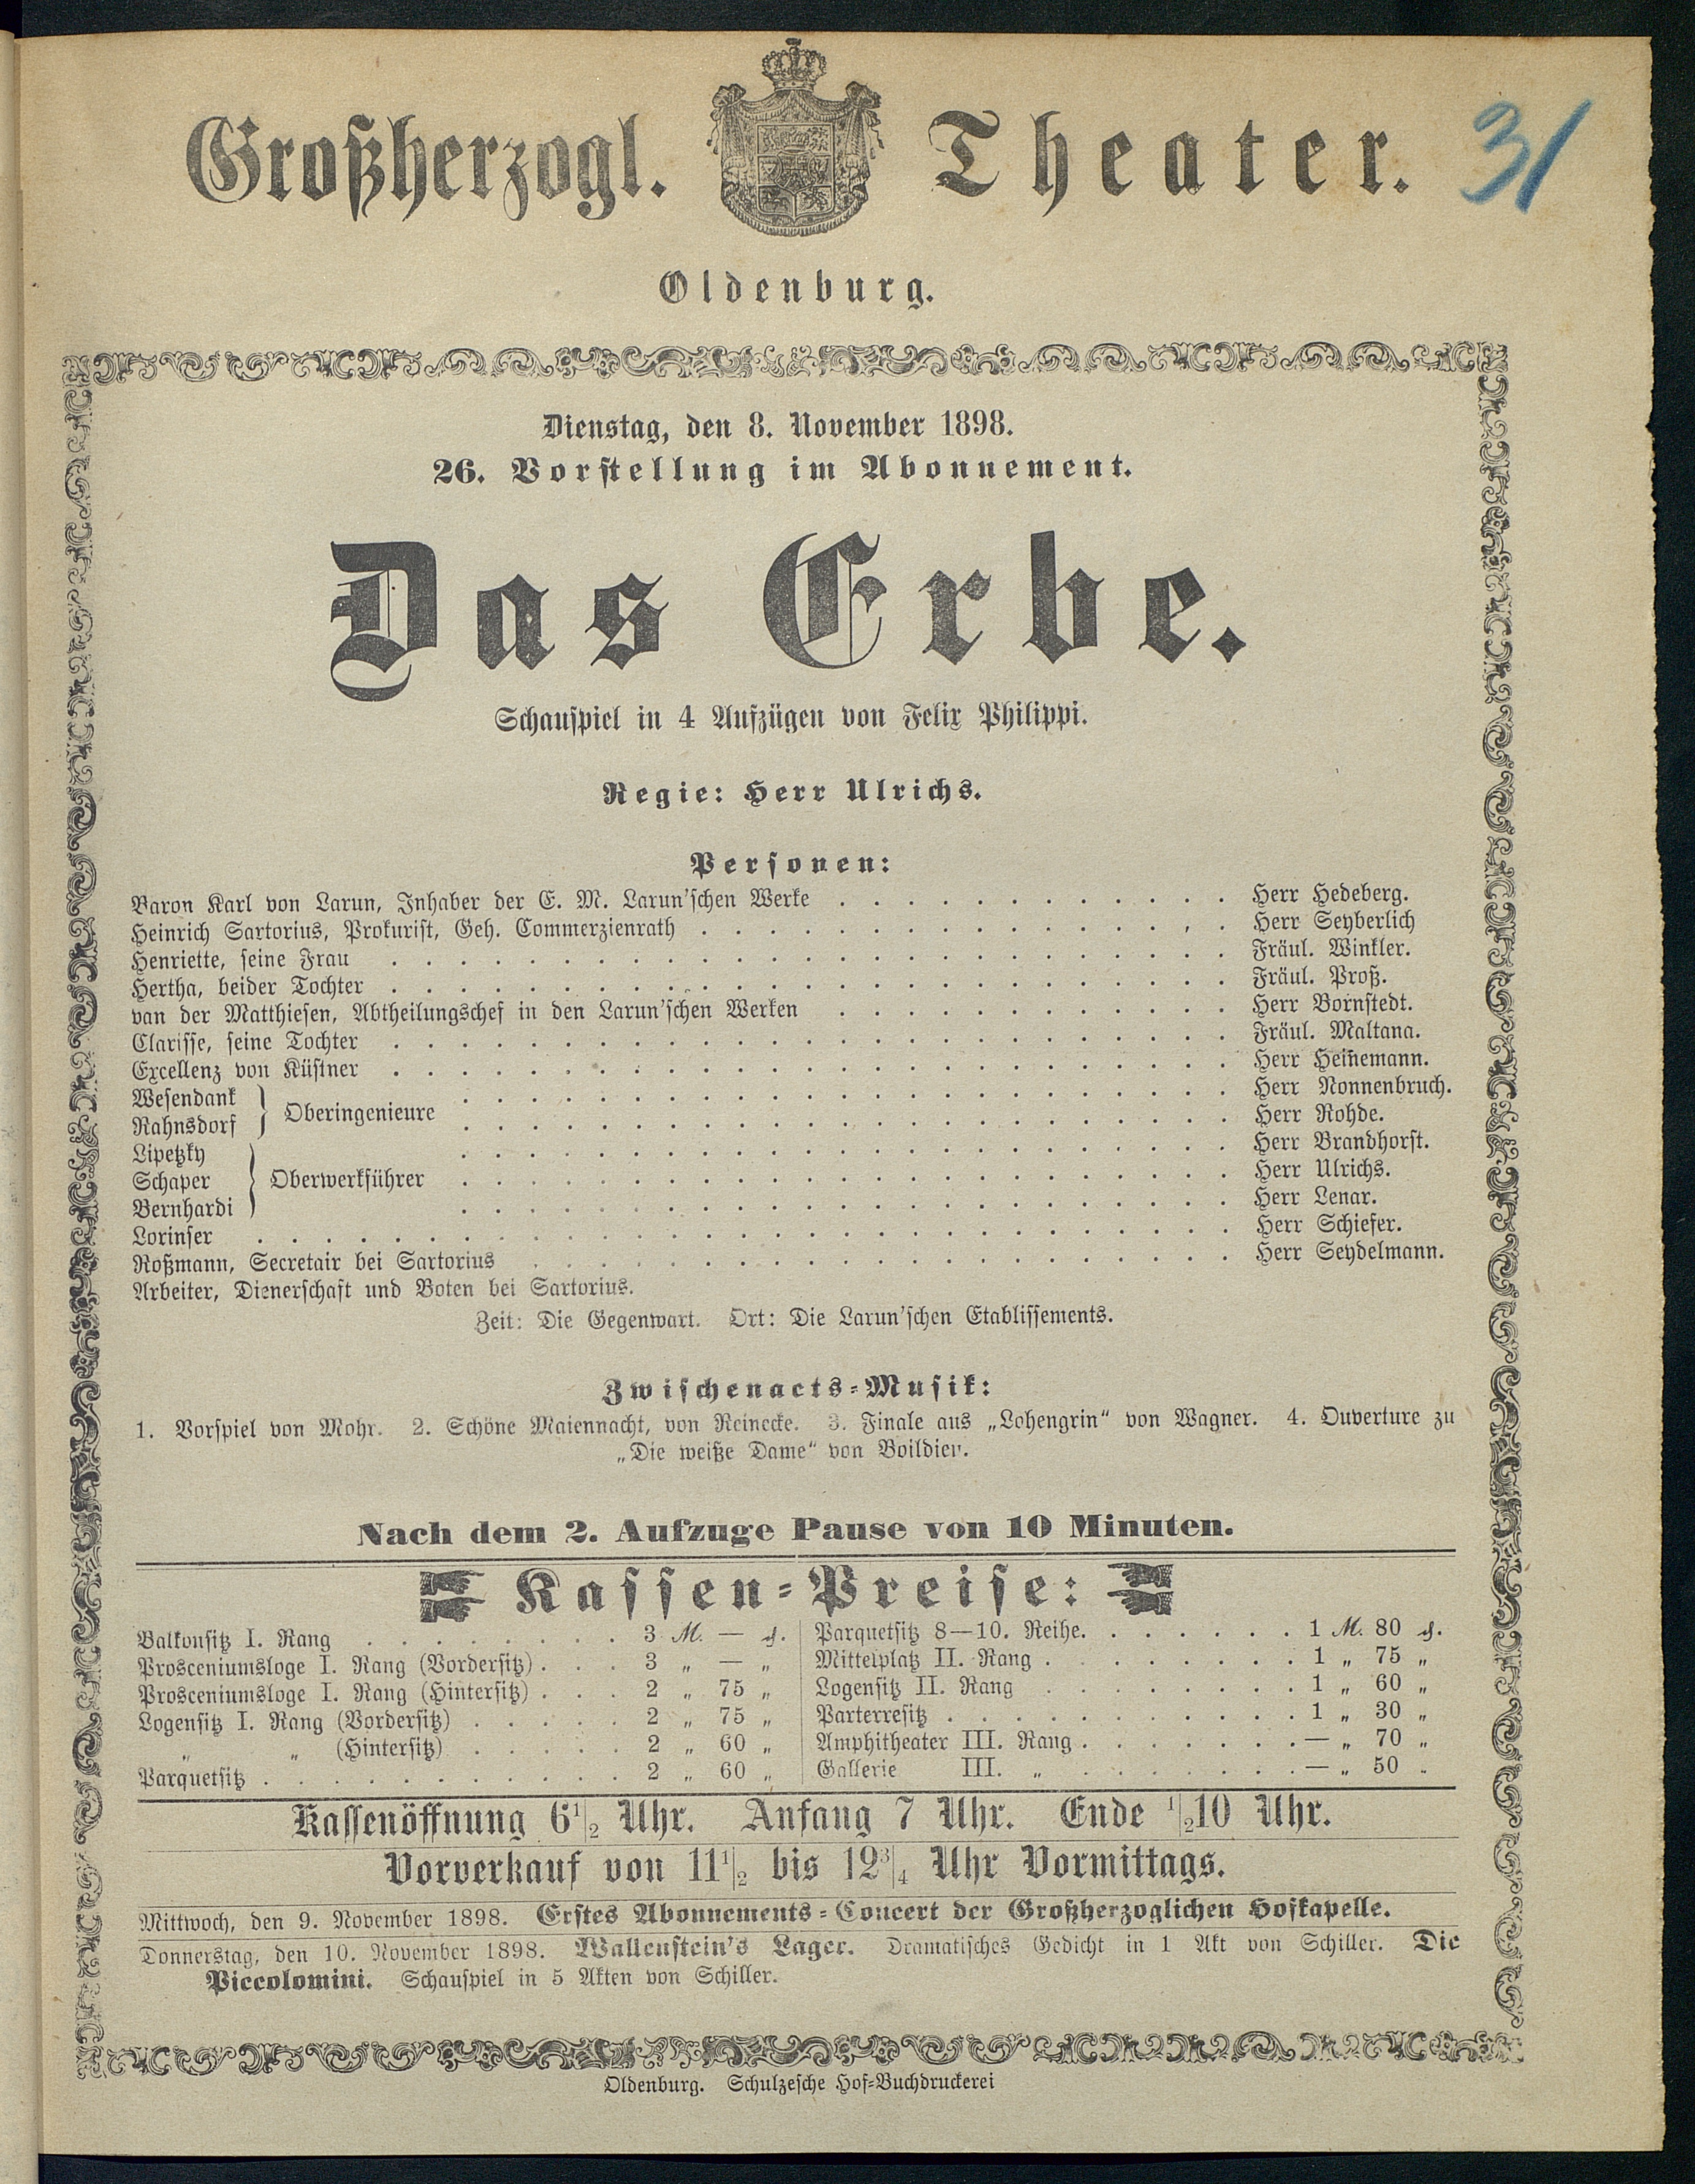 Großherzogl. Theater. 31
Oldenburg.
Dienstag, den 8. November 1898.
26. Vorstellung im Abonnement.
Das Erbe.
Schauspiel in 4 Aufzügen von Felix Philippi.
Regie: Herr Ulrichs.
Personen:
Baron Karl von Larun, Inhaber der E. M. Larun'schen Werke . . . . . . . . . . . . Herr Hedeberg.
Heinrich Sartorius, Prokurist, Geh. Commerzienrath . . . . . . . . . . . . Herr Seyberlich
Henriette, seine Frau . . . . . . . . . . . . Fräul. Winkler.
Hertha, beider Tochter . . . . . . . . . . . . Fräul. Proß.
van der Matthiesen, Abtheilungschef in den Larun'schen Werken . . . . . . . . . . . . Herr Bornstedt.
Clarisse, seine Tochter . . . . . . . . . . . . Fräul. Maltana.
Excellenz von Küstner . . . . . . . . . . . . Herr Heinemann.
Wesendank } Oberingenieure . . . . . . . . . . . . Herr Nonnenbruch.
Rahnsdorf } . . . . . . . . . . . . Herr Rohde.
Lipetzky } . . . . . . . . . . . . Herr Brandhorst.
Schaper } Oberwerkführer . . . . . . . . . . . . Herr Ulrichs.
Bernhardi } . . . . . . . . . . . . Herr Lenar.
Lorinser . . . . . . . . . . . . Herr Schiefer.
Roßmann, Secretair bei Sartorius . . . . . . . . . . . . Herr Seydelmann.
Arbeiter, Dienerschaft und Boten bei Sartorius.
Zeit: Die Gegenwart. Ort: Die Larun'schen Etablissements.
Zwischenacts-Musik:
1. Vorspiel von Mohr. 2. Schöne Maiennacht, von Reinecke. 3. Finale aus „Lohengrin“ von Wagner. 4. Ouverture zu
„Die weiße Dame“ von Boildieu.
Nach dem 2. Aufzuge Pause von 10 Minuten.
Kassen-Preise:
Balkonsitz I. Rang . . . . . . . . 3 M. — ₰.
Prosceniumsloge I. Rang (Vordersitz) . . . 3 „ — „
Prosceniumsloge I. Rang (Hintersitz) . . . 2 „ 75 „
Logensitz I. Rang (Vordersitz) . . . . . 2 „ 75 „
„ „ (Hintersitz) . . . . . 2 „ 60 „
Parquetsitz . . . . . . . . . . . 2 „ 60 „
Parquetsitz 8—10. Reihe. . . . . . . 1 M. 80 ₰.
Mittelplatz II. Rang . . . . . . . . 1 „ 75 „
Logensitz II. Rang . . . . . . . . 1 „ 60 „
Parterresitz . . . . . . . . . . . 1 „ 30 „
Amphitheater III. Rang . . . . . . . — „ 70 „
Gallerie III. „ . . . . . . . — „ 50 „
Kassenöffnung 6 1/2 Uhr. Anfang 7 Uhr. Ende 1/2 10 Uhr.
Vorverkauf von 11 1/2 bis 12 3/4 Uhr Vormittags.
Mittwoch, den 9. November 1898. Erstes Abonnements-Concert der Großherzoglichen Hofkapelle.
Donnerstag, den 10. November 1898. Wallenstein's Lager. Dramatisches Gedicht in 1 Akt von Schiller. Die
Piccolomini. Schauspiel in 5 Akten von Schiller.
Oldenburg. Schulzesche Hof-Buchdruckerei